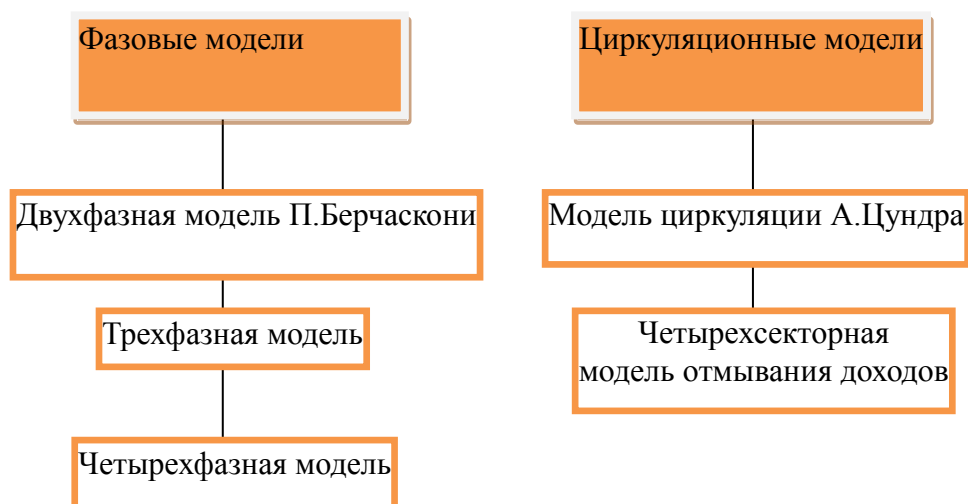 Фазовые модели
Циркуляционные модели
Двухфазная модель П.Берчаскони
Модель циркуляции А.Цундра
Трехфазная модель
Четырехсекторная
модель отмывания доходов
Четырехфазная модель